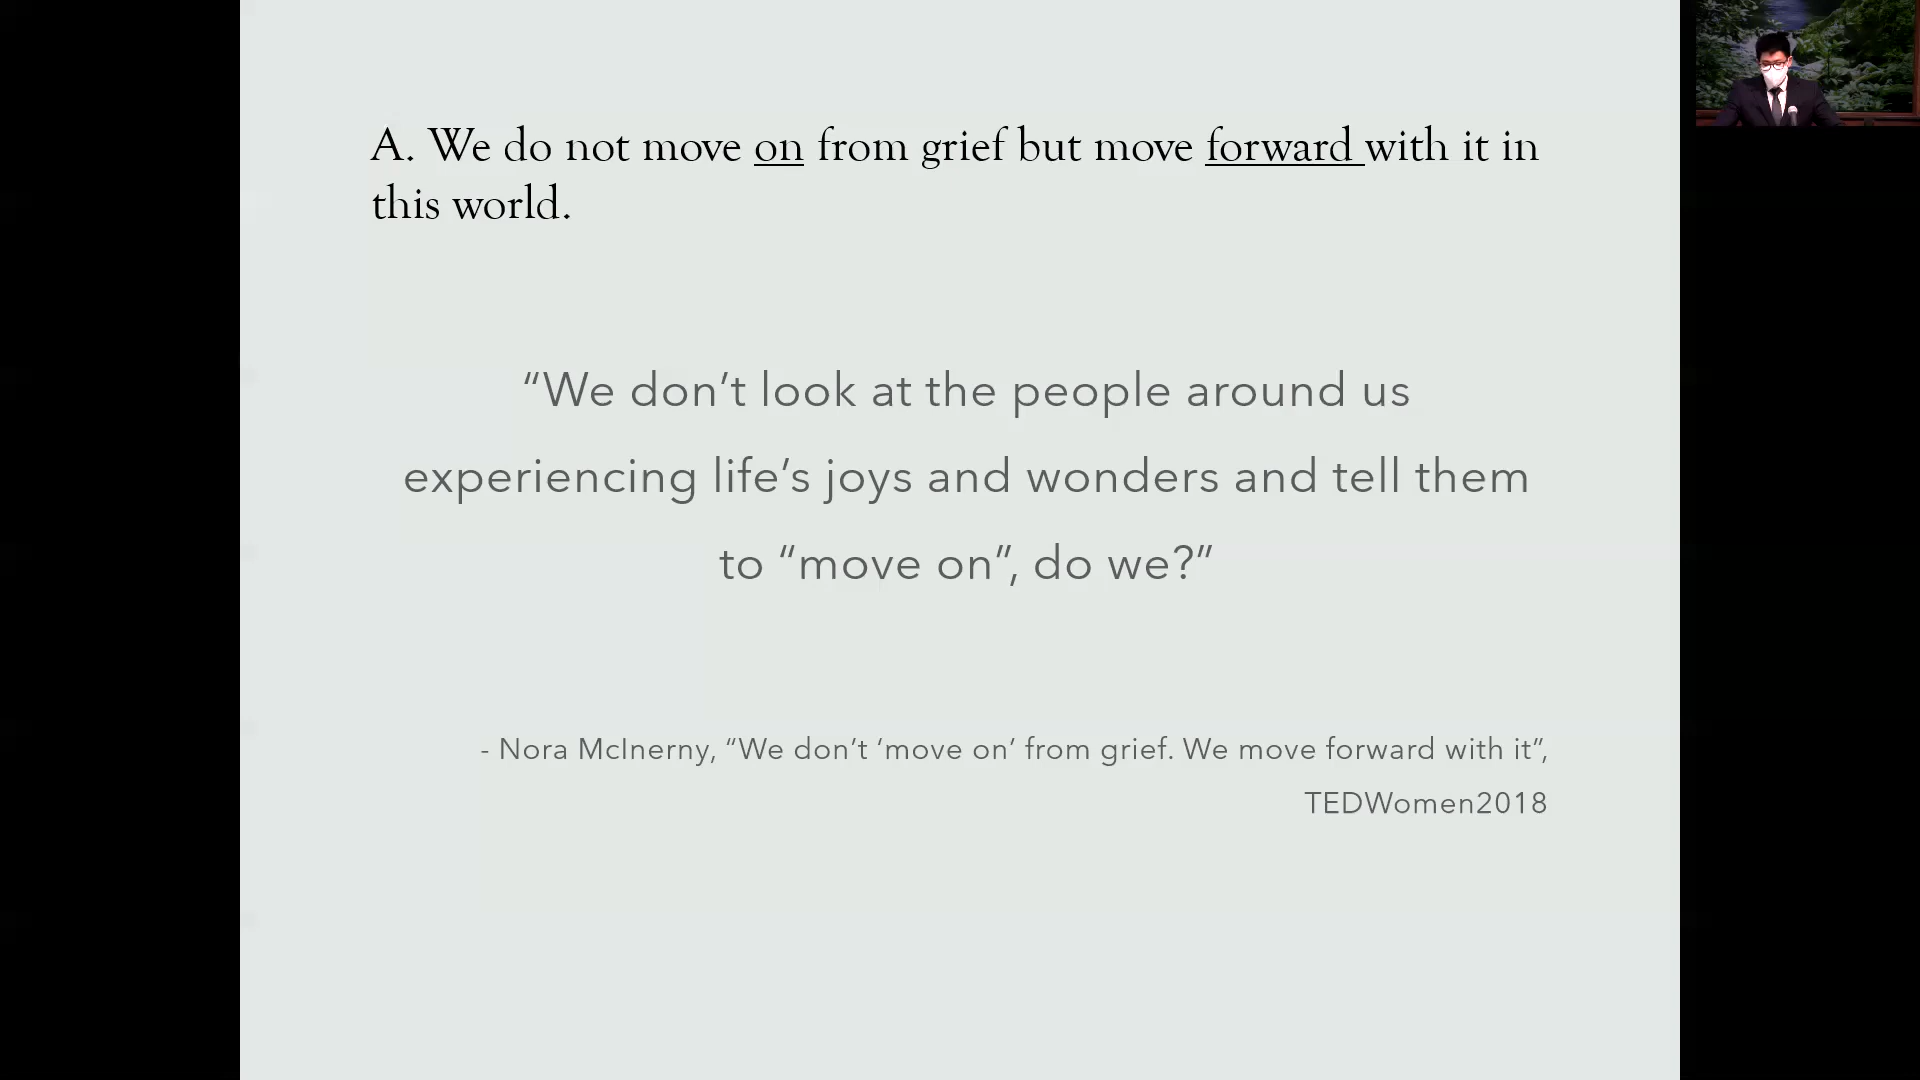 A. We do not move on from grief but move forward with it in
this world.
“We don’t look at the people around us
experiencing life’s joys and wonders and tell them
to “move on”, do we?”
- Nora McInerny, “We don’t ‘move on’ from grief. We move forward with it”,
TEDWomen2018